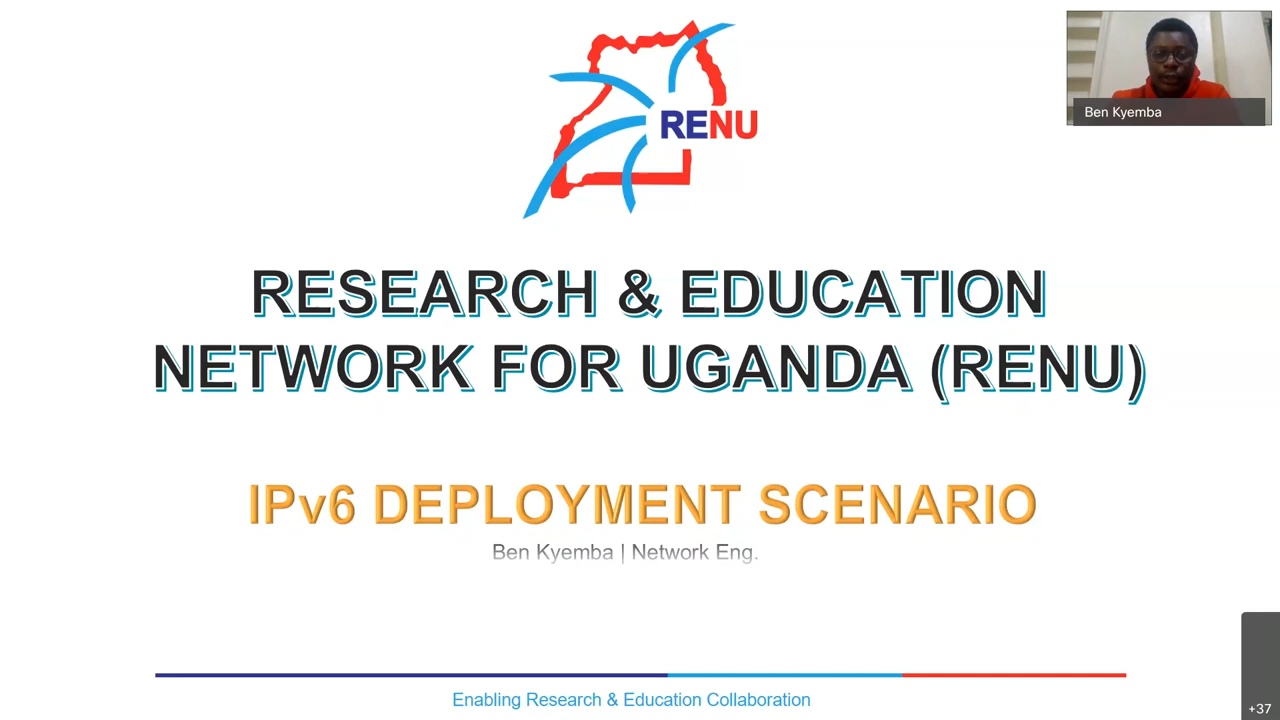 RENU
Ben Kyemba
RESEARCH & EDUCATION
NETWORK FOR UGANDA (RENU)
IPv6 DEPLOYMENT SCENARIO
Ben Kyemba | Network Eng.
Enabling Research & Education Collaboration
+37